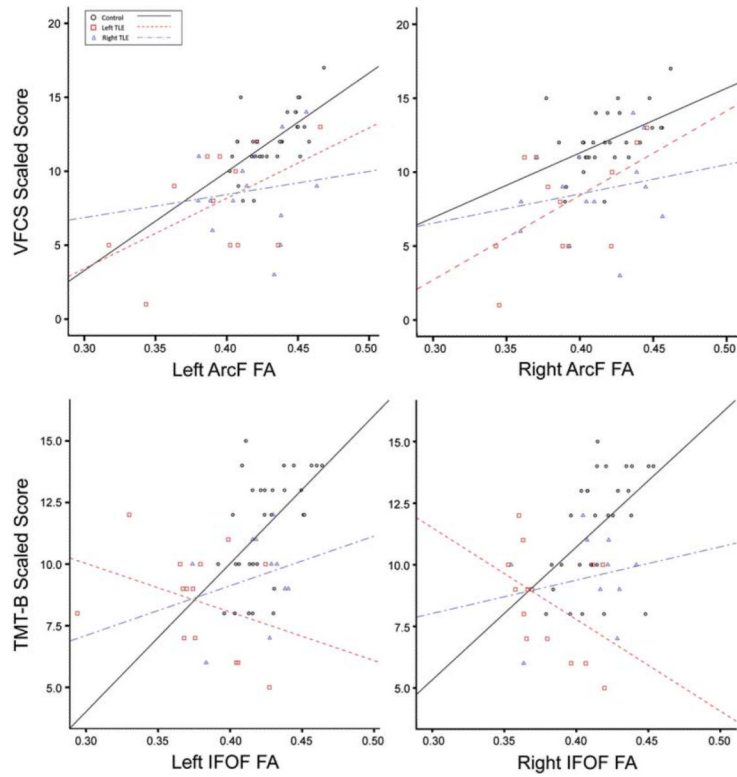 Control
Left TLE
Right TLE
VFCS Scaled Score
20
15
10
5
0
0.30 0.35 0.40 0.45 0.50
Left ArcF FA
20
15
10
5
0
0.30 0.35 0.40 0.45 0.50
Right ArcF FA
TMT-B Scaled Score
15.0
12.5
10.0
7.5
5.0
0.30 0.35 0.40 0.45 0.50
Left IFOF FA
15.0
12.5
10.0
7.5
5.0
0.30 0.35 0.40 0.45 0.50
Right IFOF FA